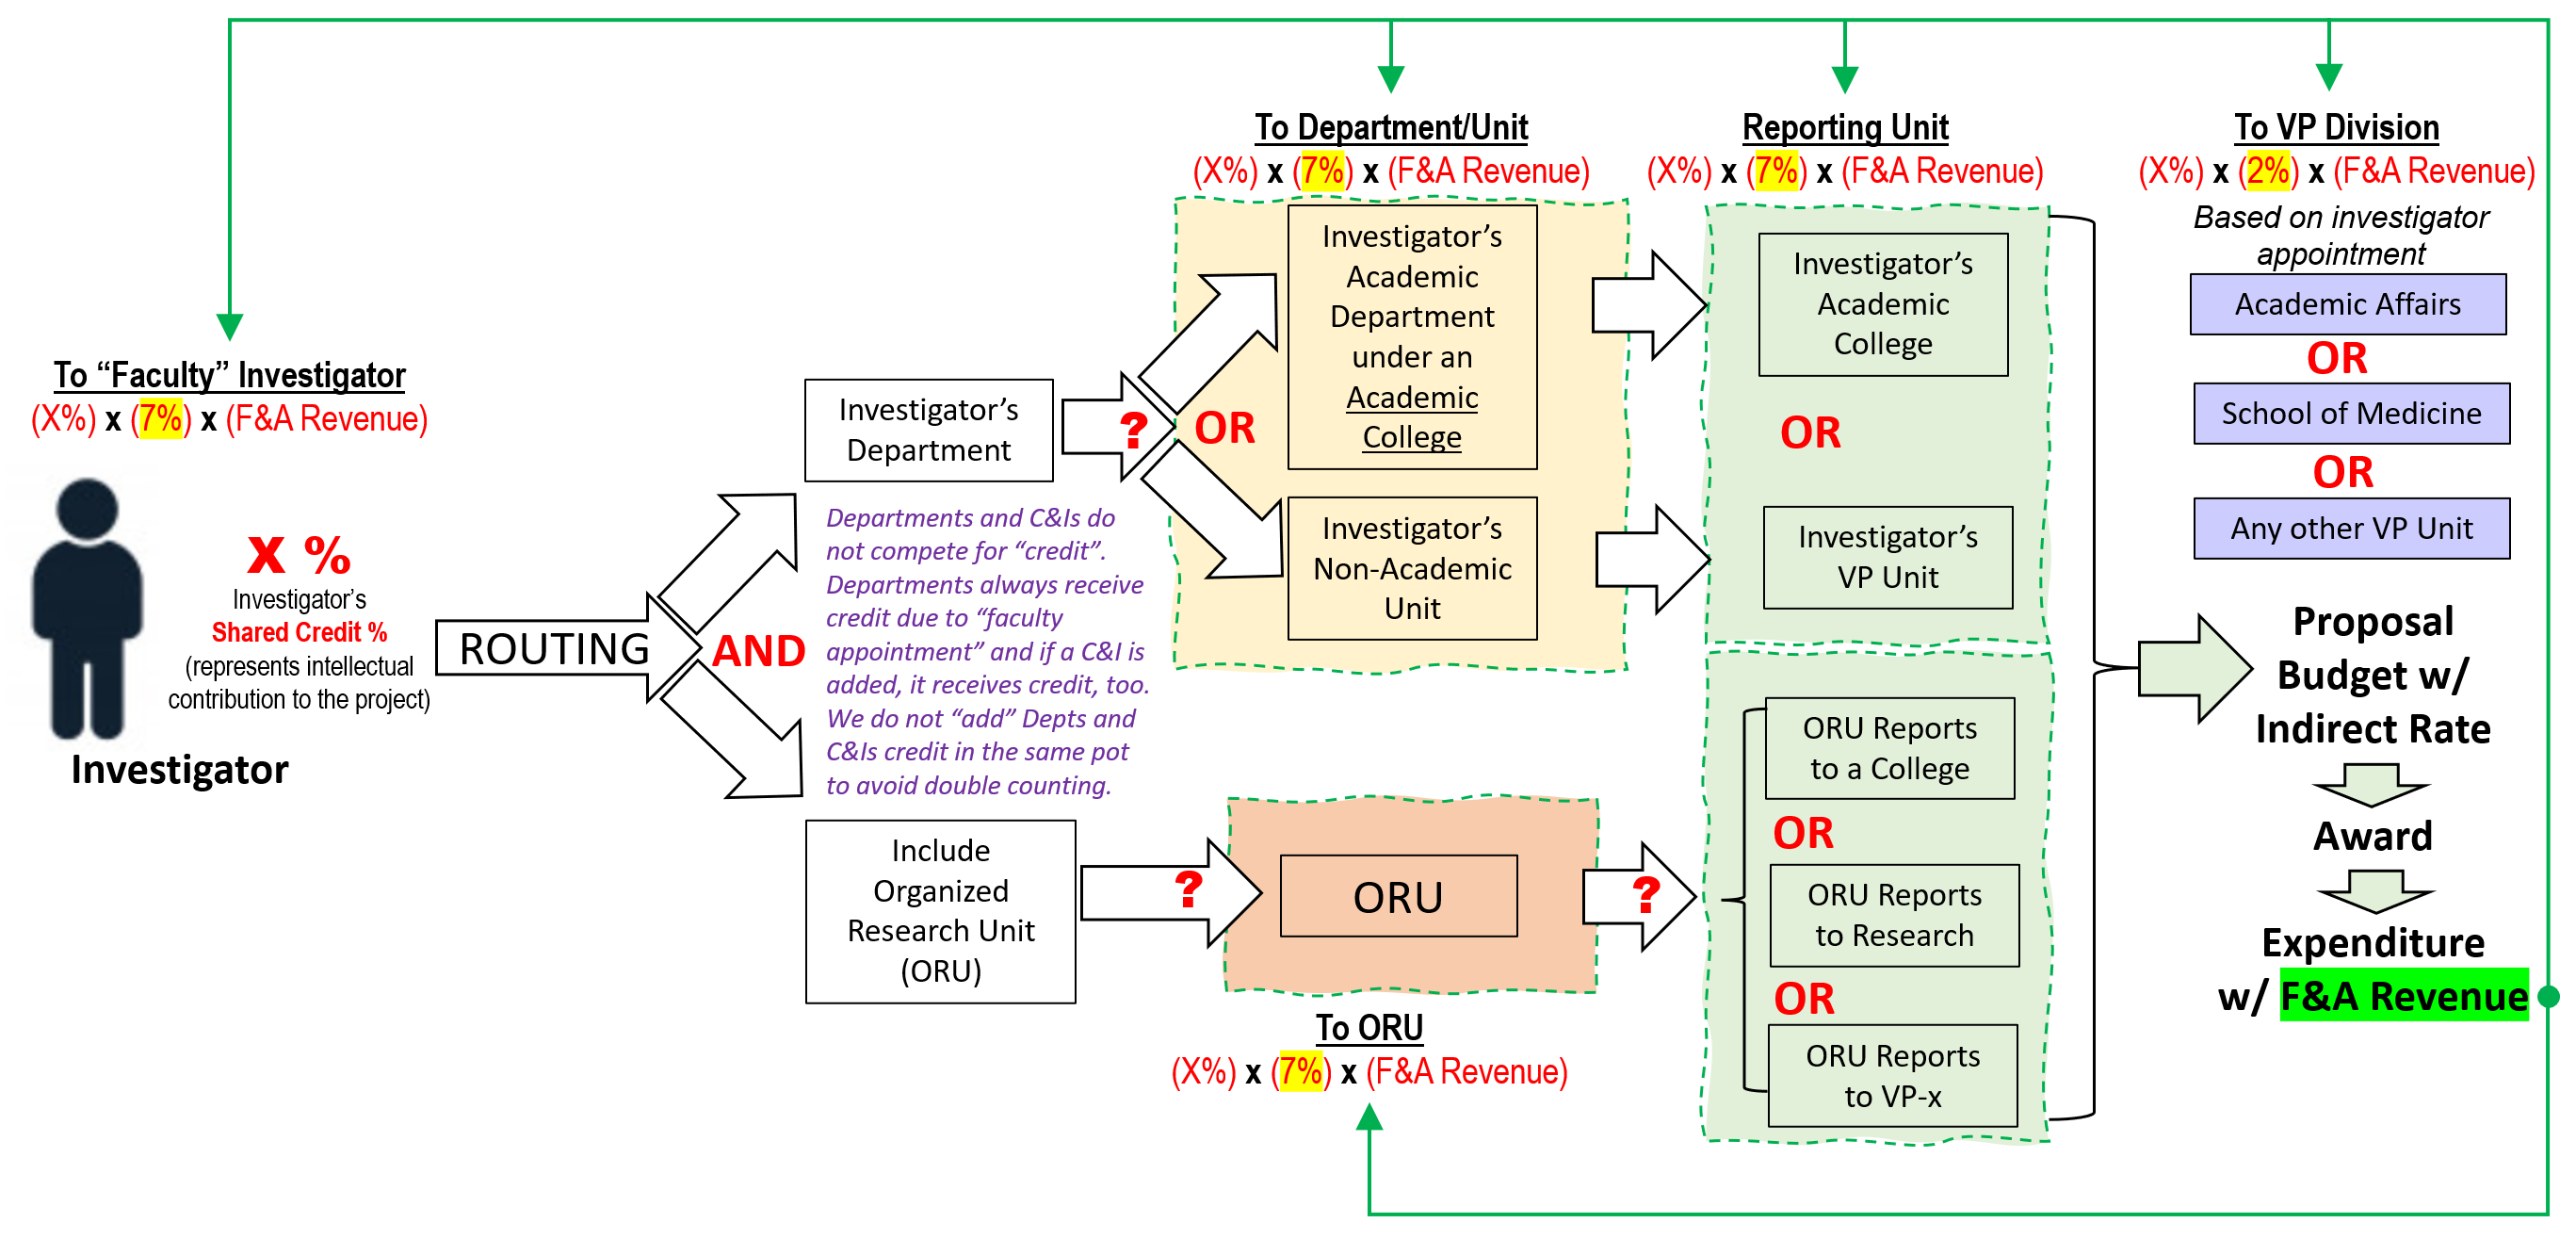 To “Faculty” Investigator
(X%) x (7%) x (F&A Revenue)
X %
Investigator’s
Shared Credit %
(represents intellectual
contribution to the project)
Investigator
ROUTING
AND
Investigator’s
Department
Departments and C&Is do
not compete for “credit”.
Departments always receive
credit due to “faculty
appointment” and if a C&I is
added, it receives credit, too.
We do not “add” Depts and
C&Is credit in the same pot
to avoid double counting.
Include
Organized
Research Unit
(ORU)
?
?
To Department/Unit
(X%) x (7%) x (F&A Revenue)
OR
Investigator’s
Academic
Department
under an
Academic
College
Investigator’s
Non-Academic
Unit
ORU
To ORU
(X%) x (7%) x (F&A Revenue)
?
Reporting Unit
(X%) x (7%) x (F&A Revenue)
Investigator’s
Academic
College
OR
Investigator’s
VP Unit
ORU Reports
to a College
OR
ORU Reports
to Research
OR
ORU Reports
to VP-x
To VP Division
(X%) x (2%) x (F&A Revenue)
Based on investigator
appointment
Academic Affairs
OR
School of Medicine
OR
Any other VP Unit
Proposal
Budget w/
Indirect Rate
Award
Expenditure
w/ F&A Revenue